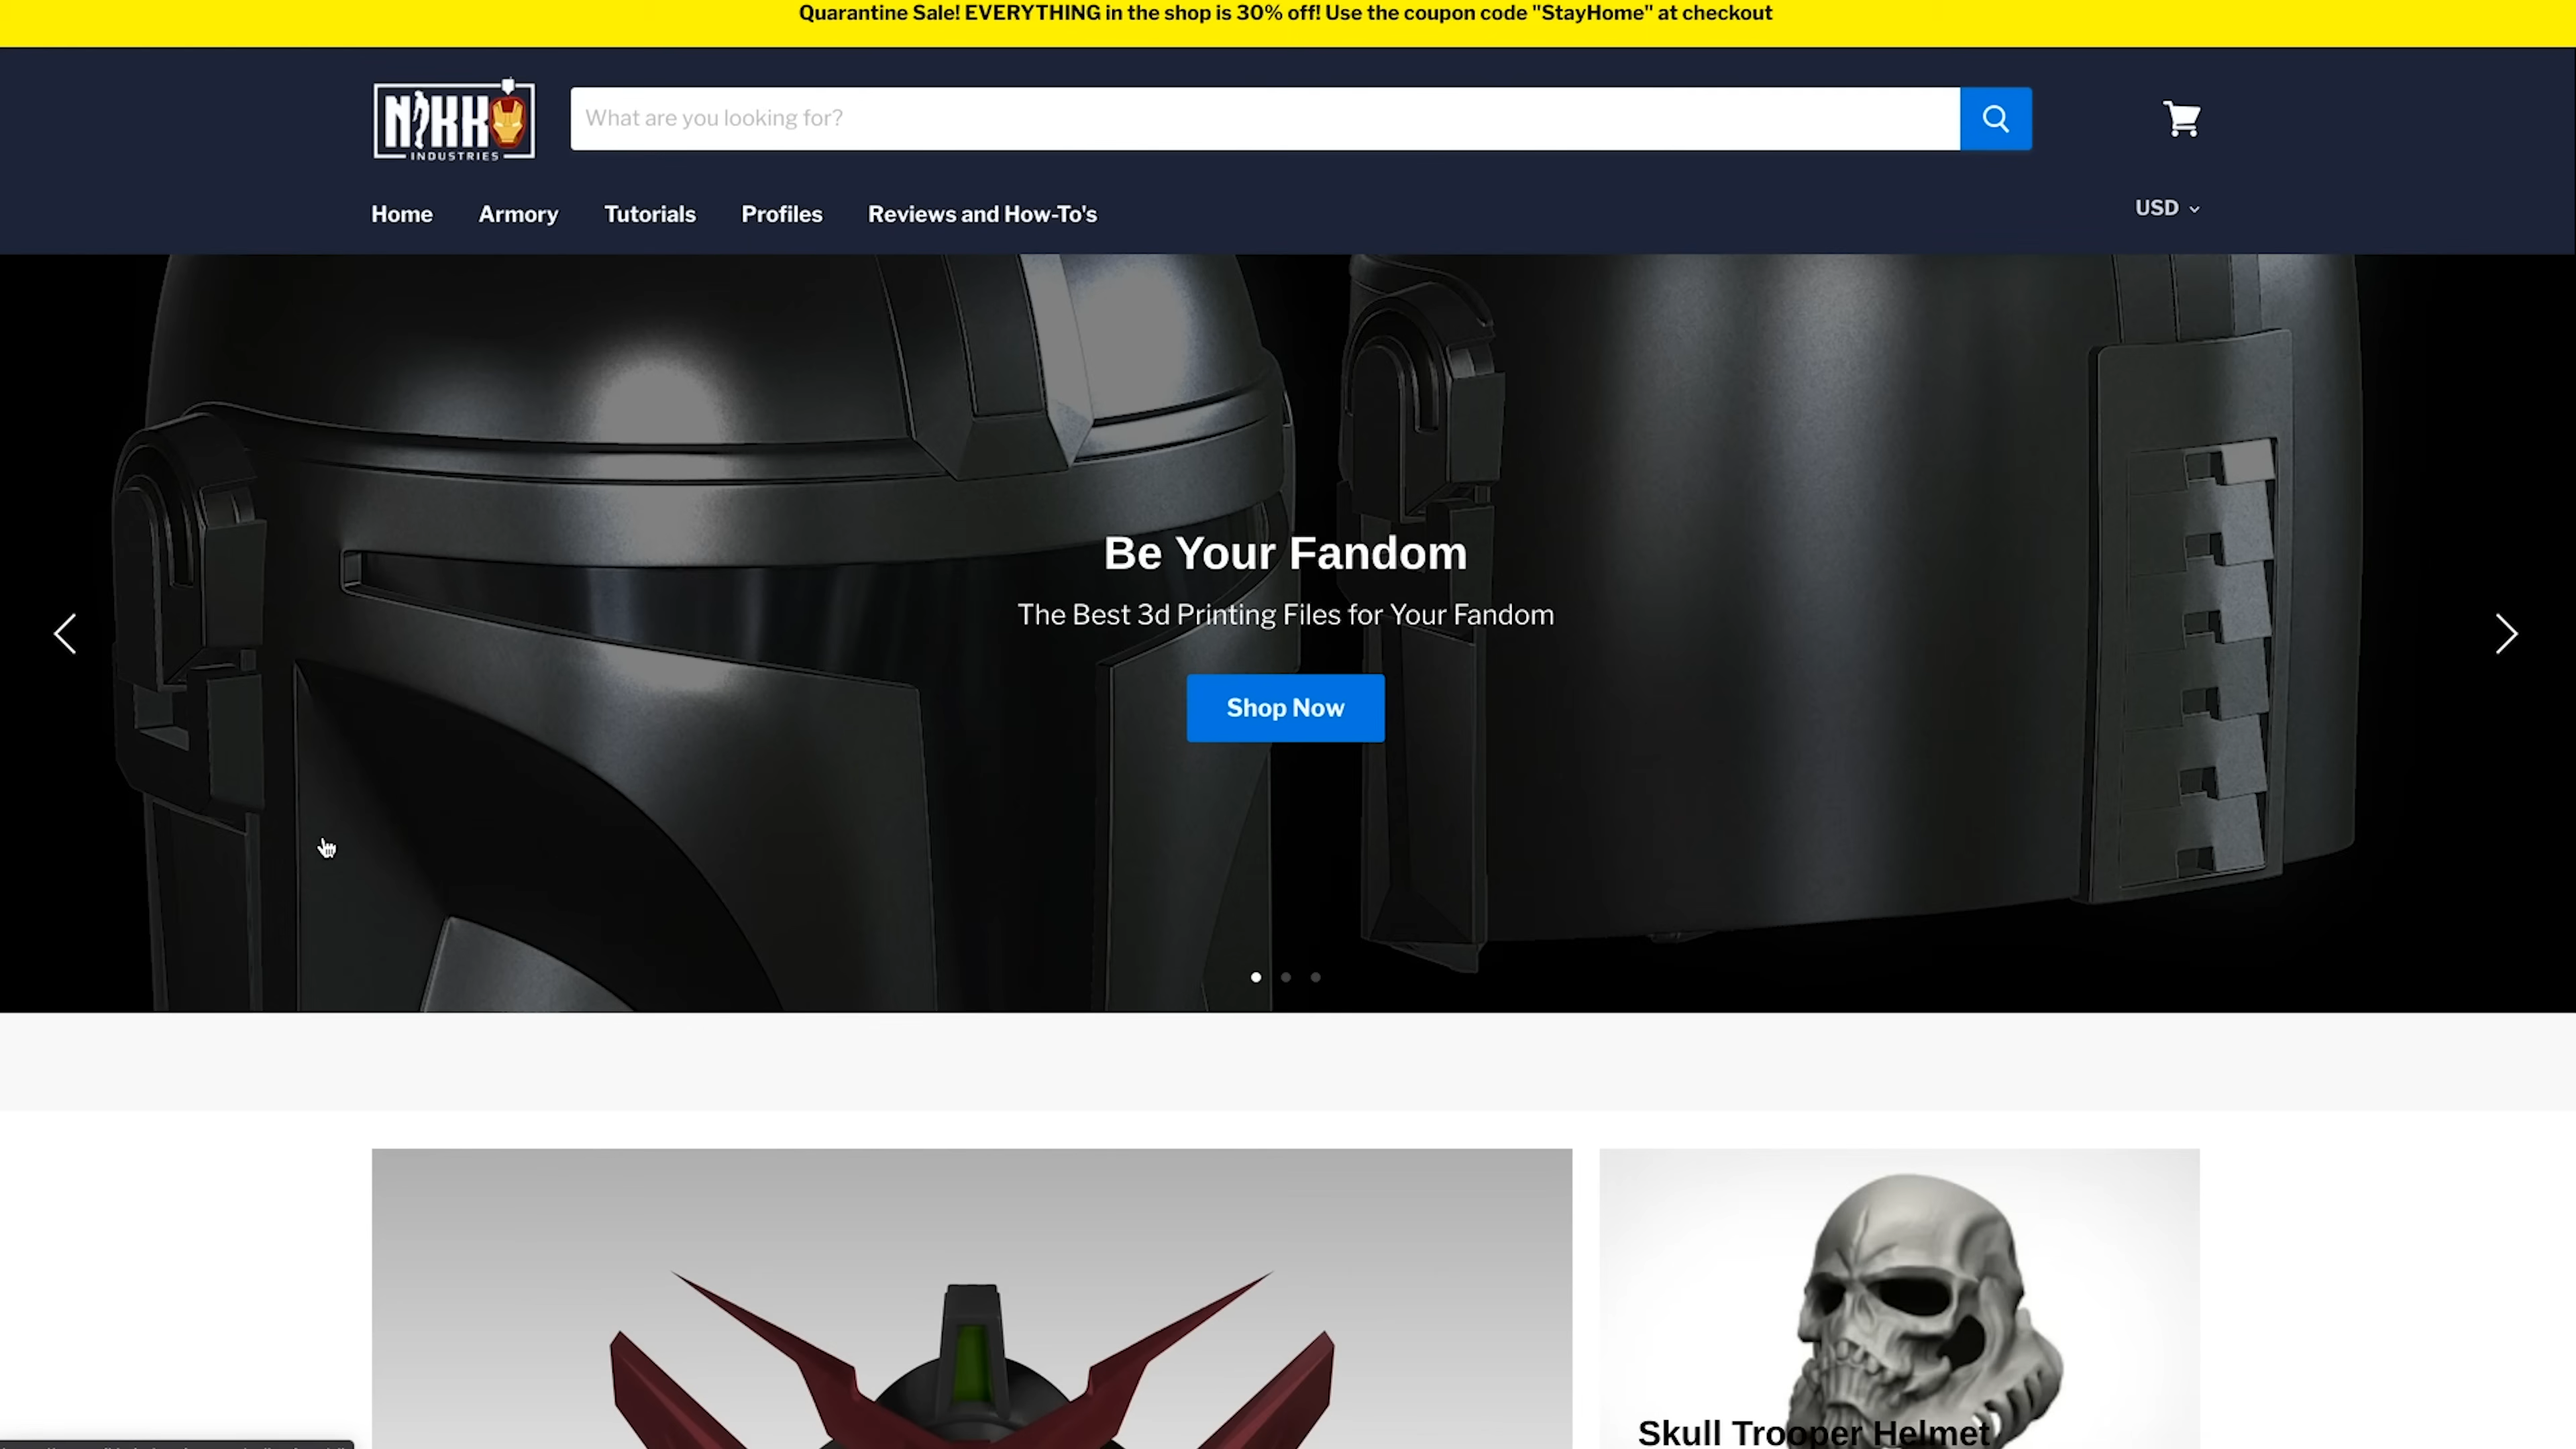 Quarantine Sale! EVERYTHING in the shop is 30% off! Use the coupon code "StayHome" at checkout
NIKKO
INDUSTRIES
What are you looking for?
Home Armory Tutorials Profiles Reviews and How-To's
USD
Be Your Fandom
The Best 3d Printing Files for Your Fandom
Shop Now
Skull Trooper Helmet